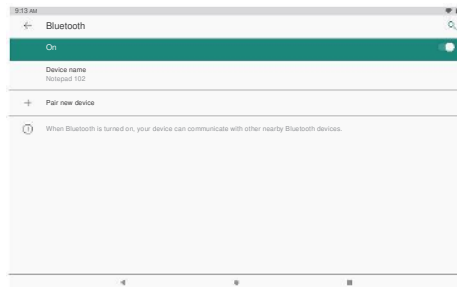 9:13 AM
Bluetooth
On
Device name
Notepad 102
Pair new device
When Bluetooth is turned on, your device can communicate with other nearby Bluetooth devices.